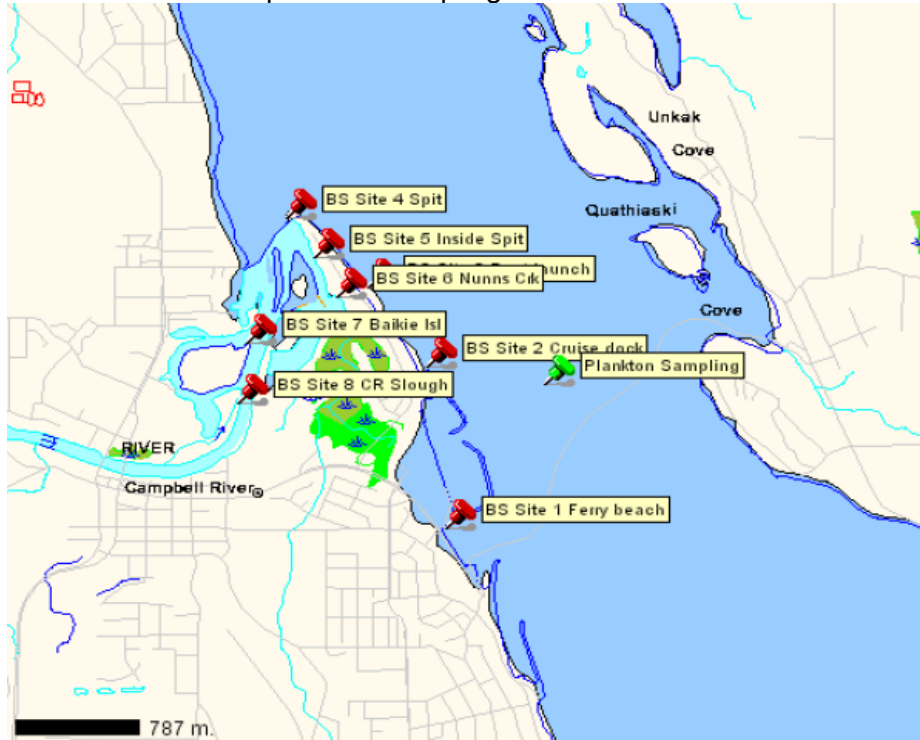 Unkak
Cove
BS Site 4 Spit
Quathiaski
BS Site 5 Inside Spit
unch
BS Site 6 Nunns Crk
Cove
BS Site 7 Baikie Isl
BS Site 2 Cruise dock
Plankton Sampling
BS Site 8 CR Slough
RIVER
Campbell River
BS Site 1 Ferry beach
787 m.